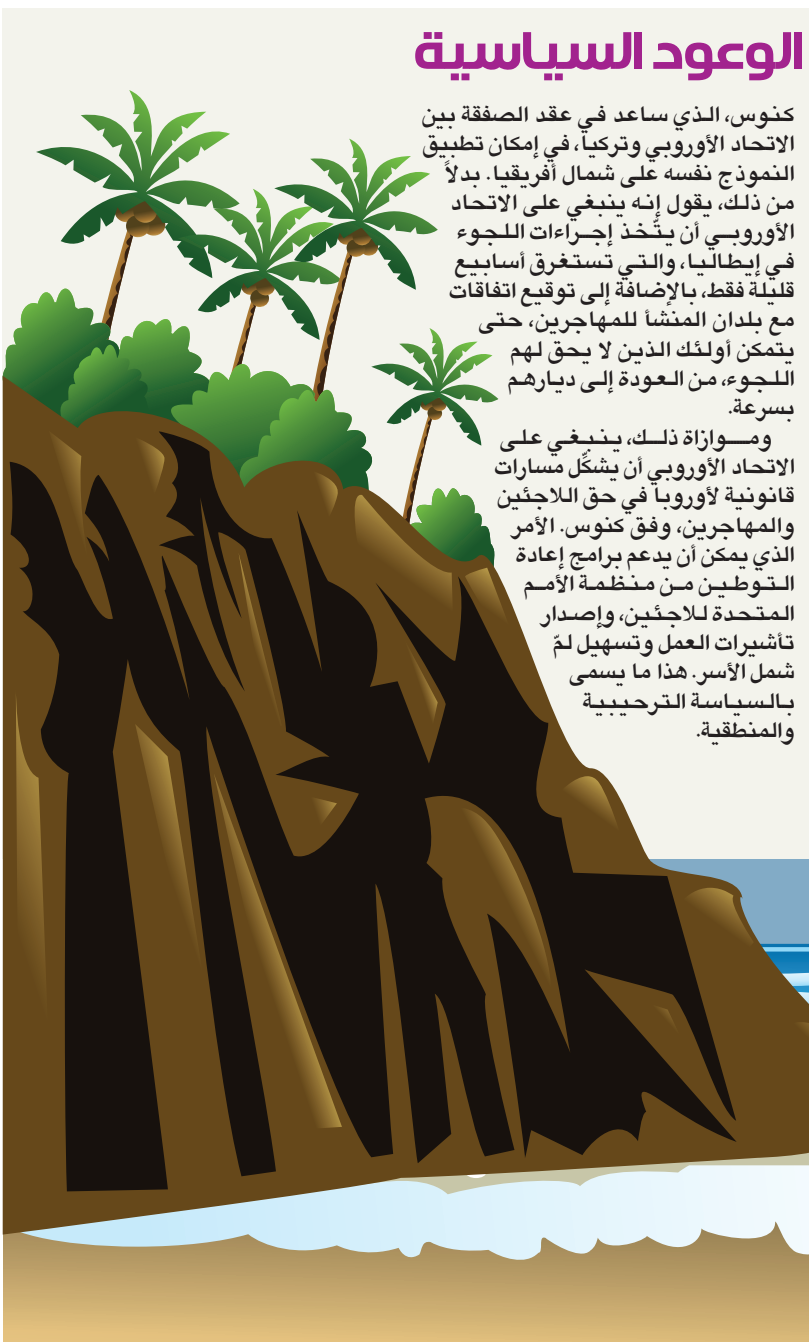 الوعود السياسية
كنوس، الذي ساعد في عقد الصفقة بين
الاتحاد الأوروبي وتركيا، في إمكان تطبيق
النموذج نفسه على شمال أفريقيا. بدلاً
من ذلك، يقول إنه ينبغي على الاتحاد
الأوروبي أن يتّخذ إجراءات اللجوء
في إيطاليا، والتي تستغرق أسابيع
قليلة فقط، بالإضافة إلى توقيع اتفاقات
مع بلدان المنشأ للمهاجرين، حتى
يتمكن أولئك الذين لا يحق لهم
اللجوء، من العودة إلى ديارهم
بسرعة.
ومـوازاة ذلك، ينبغي على
الاتحاد الأوروبي أن يشكِّل مسارات
قانونية لأوروبا في حق اللاجئين
والمهاجرين، وفق كنوس. الأمر
الذي يمكن أن يدعم برامج إعادة
التوطين من منظمة الأمم
المتحدة للاجئين، وإصدار
تأشيرات العمل وتسهيل لمّ
شمل الأسر. هذا ما يسمى
بالسياسة الترحيبية
والمنطقية.